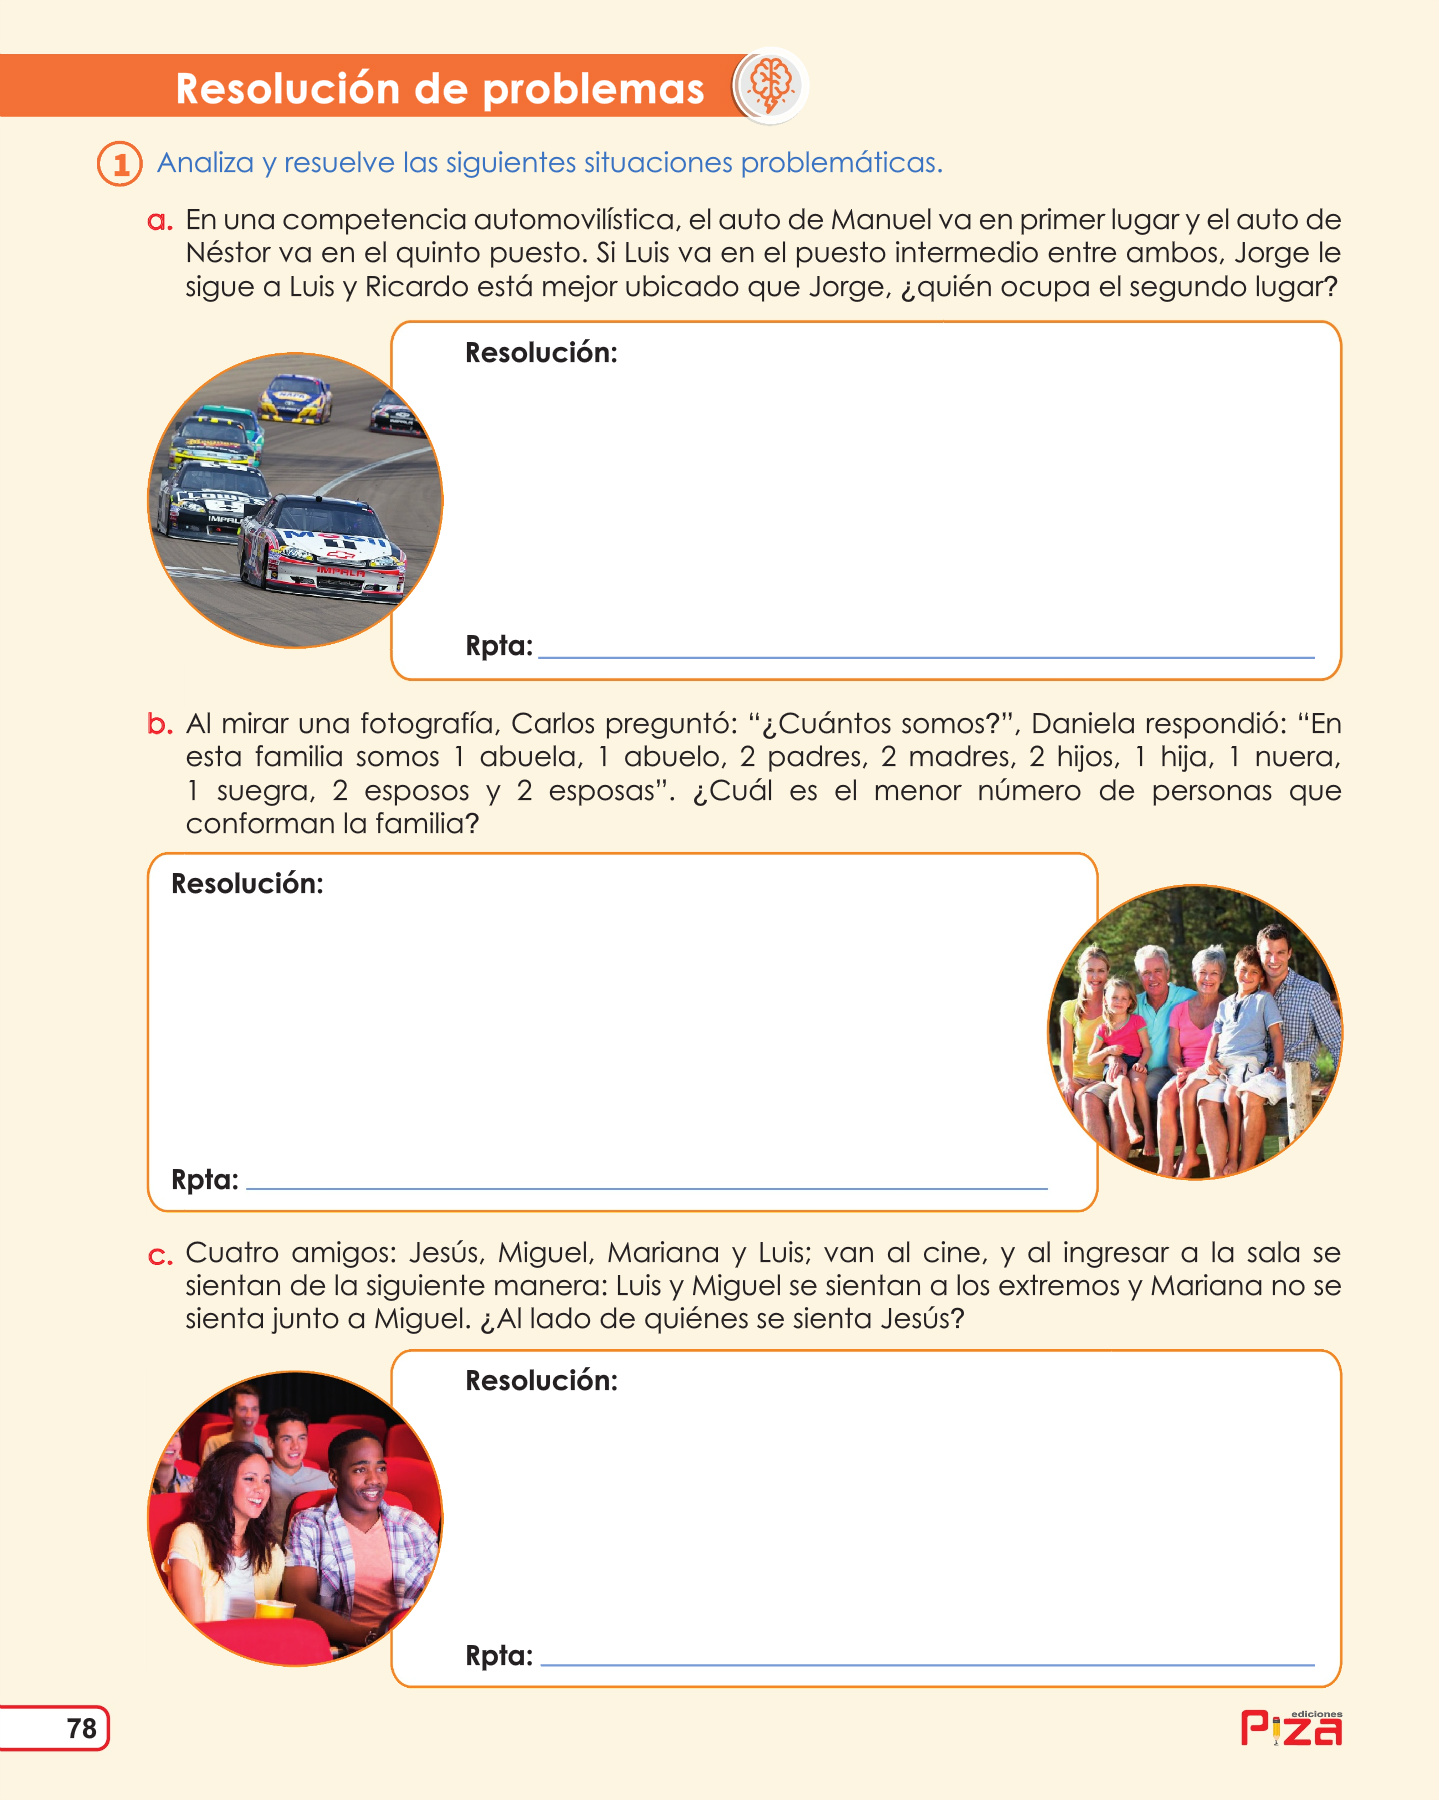 Resolución de problemas
1 Analiza y resuelve las siguientes situaciones problemáticas.
a. En una competencia automovilística, el auto de Manuel va en primer lugar y el auto de
Néstor va en el quinto puesto. Si Luis va en el puesto intermedio entre ambos, Jorge le
sigue a Luis y Ricardo está mejor ubicado que Jorge, ¿quién ocupa el segundo lugar?
Resolución:
LOWE'S
IMPALA
Mobil 1
IMPALA
Rpta:
b. Al mirar una fotografía, Carlos preguntó: “¿Cuántos somos?”, Daniela respondió: “En
esta familia somos 1 abuela, 1 abuelo, 2 padres, 2 madres, 2 hijos, 1 hija, 1 nuera,
1 suegra, 2 esposos y 2 esposas”. ¿Cuál es el menor número de personas que
conforman la familia?
Resolución:
Rpta:
c. Cuatro amigos: Jesús, Miguel, Mariana y Luis; van al cine, y al ingresar a la sala se
sientan de la siguiente manera: Luis y Miguel se sientan a los extremos y Mariana no se
sienta junto a Miguel. ¿Al lado de quiénes se sienta Jesús?
Resolución:
Rpta:
78
ediciones
Piza